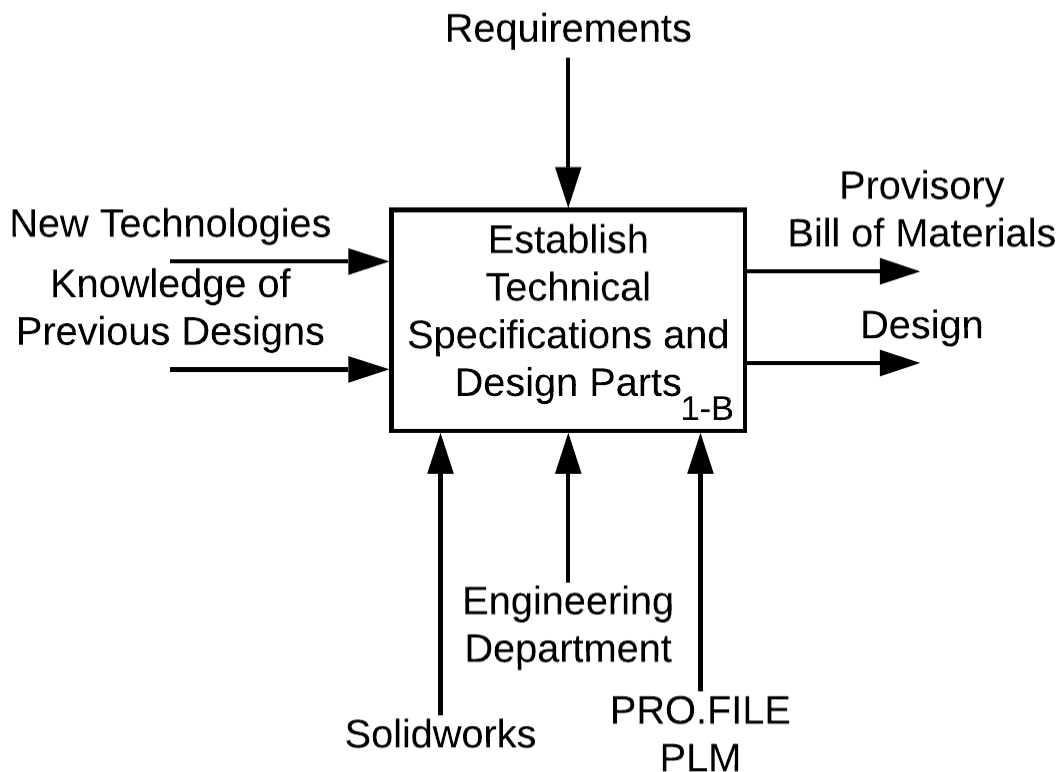 Requirements
New Technologies
Knowledge of
Previous Designs
Establish
Technical
Specifications and
Design Parts
1-B
Provisory
Bill of Materials
Design
Solidworks
Engineering
Department
PRO.FILE
PLM